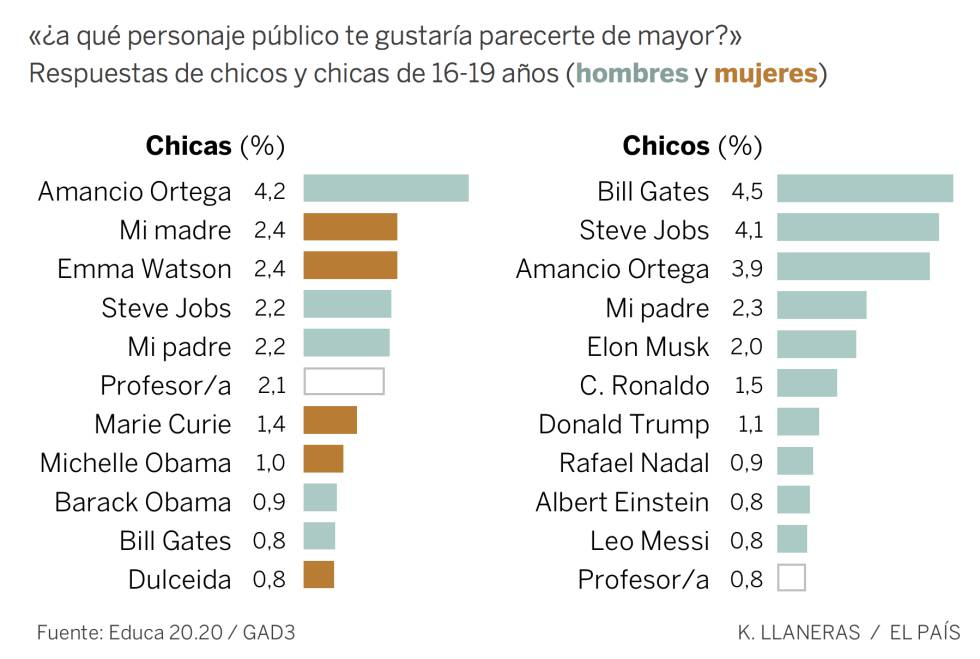 «¿a qué personaje público te gustaría parecerte de mayor?»
Respuestas de chicos y chicas de 16-19 años (hombres y mujeres)
Chicas (%)
Amancio Ortega 4,2
Mi madre 2,4
Emma Watson 2,4
Steve Jobs 2,2
Mi padre 2,2
Profesor/a 2,1
Marie Curie 1,4
Michelle Obama 1,0
Barack Obama 0,9
Bill Gates 0,8
Dulceida 0,8
Chicos (%)
Bill Gates 4,5
Steve Jobs 4,1
Amancio Ortega 3,9
Mi padre 2,3
Elon Musk 2,0
C. Ronaldo 1,5
Donald Trump 1,1
Rafael Nadal 0,9
Albert Einstein 0,8
Leo Messi 0,8
Profesor/a 0,8
Fuente: Educa 20.20 / GAD3
K. LLANERAS / EL PAÍS